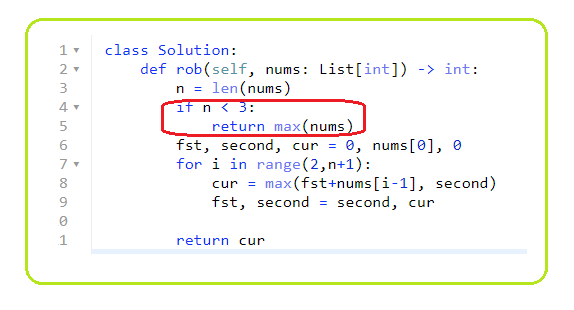 1 class Solution:
2 def rob(self, nums: List[int]) -> int:
3 n = len(nums)
4 if n < 3:
5 return max(nums)
6 fst, second, cur = 0, nums[0], 0
7 for i in range(2,n+1):
8 cur = max(fst+nums[i-1], second)
9 fst, second = second, cur
0
1 return cur